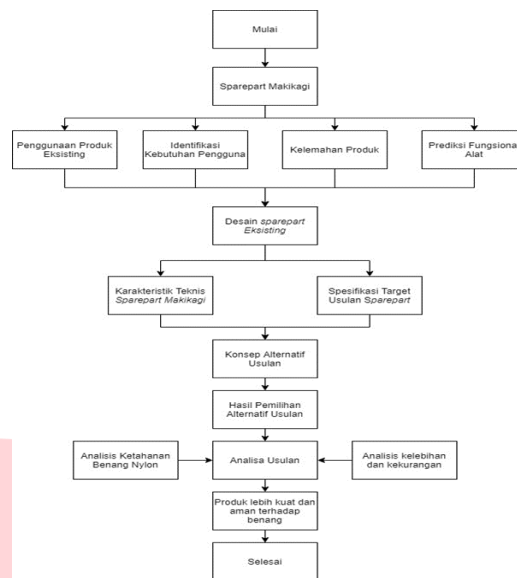 Mulai
Sparepart Makikagi
Penggunaan Produk
Eksisting
Identifikasi
Kebutuhan Pengguna
Kelemahan Produk
Prediksi Fungsional
Alat
Desain sparepart
Eksisting
Karakteristik Teknis
Sparepart Makikagi
Spesifikasi Target
Usulan Sparepart
Konsep Alternatif
Usulan
Hasil Pemilihan
Alternatif Usulan
Analisis Ketahanan
Benang Nylon
Analisa Usulan
Analisis kelebihan
dan kekurangan
Produk lebih kuat dan
aman terhadap
benang
Selesai